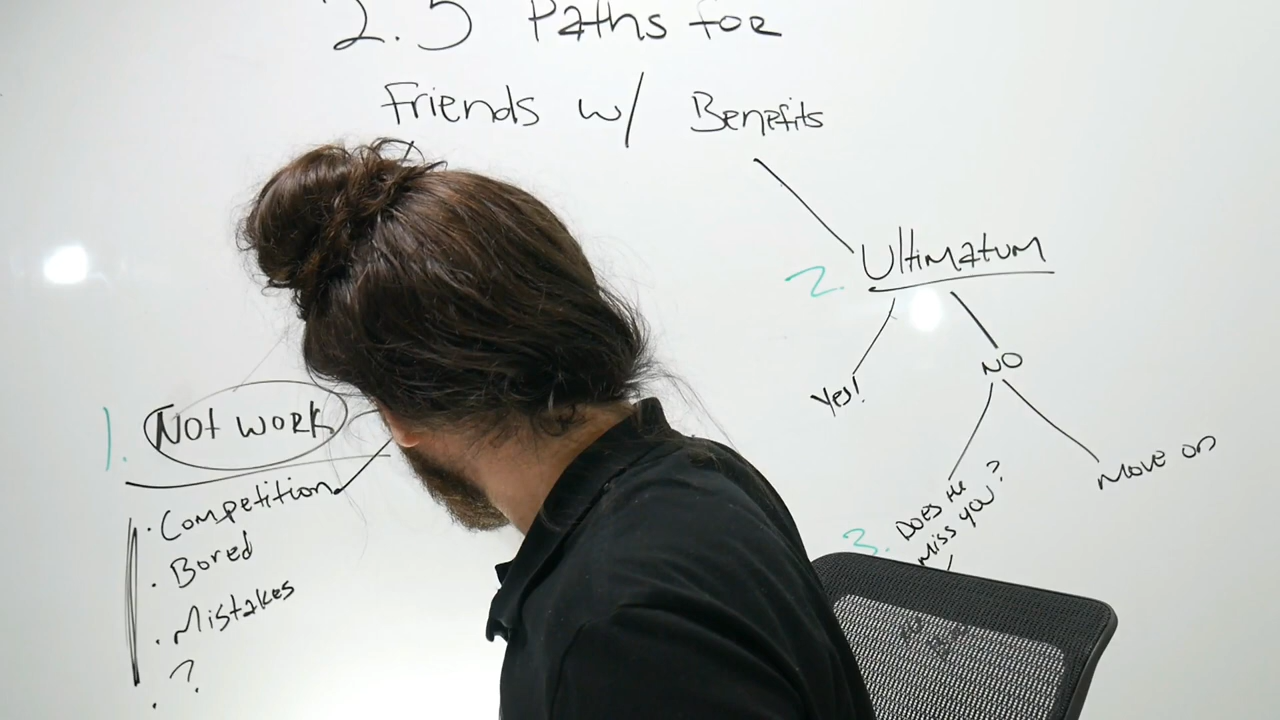 2.5 Paths for
Friends w/ Benefits
2. Ultimatum
Yes!
NO
1. Not work
Competition
Bored
Mistakes
?
Move on
3. Does He
Miss you?